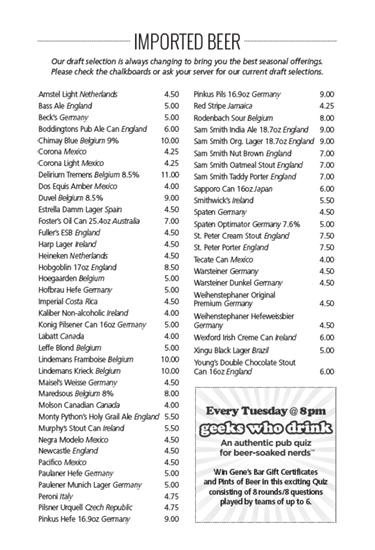 IMPORTED BEER
Our draft selection is always changing to bring you the best seasonal offerings.
Please check the chalkboards or ask your server for our current draft selections.
Amstel Light Netherlands 4.50
Bass Ale England 5.00
Beck's Germany 5.00
Boddingtons Pub Ale Can England 6.00
Chimay Blue Belgium 9% 10.00
Corona Mexico 4.25
Corona Light Mexico 4.25
Delirium Tremens Belgium 8.5% 11.00
Dos Equis Amber Mexico 4.00
Duvel Belgium 8.5% 9.00
Estrella Damm Lager Spain 4.50
Foster's Oil Can 25.4oz Australia 7.00
Fuller's ESB England 4.50
Harp Lager Ireland 4.50
Heineken Netherlands 4.50
Hobgoblin 17oz England 8.50
Hoegaarden Belgium 5.00
Hofbrau Hefe Germany 5.00
Imperial Costa Rica 4.50
Kaliber Non-alcoholic Ireland 4.00
Konig Pilsener Can 16oz Germany 5.00
Labatt Canada 4.00
Leffe Blond Belgium 5.00
Lindemans Framboise Belgium 10.00
Lindemans Krieck Belgium 10.00
Maisel's Weisse Germany 4.50
Maredsous Belgium 8% 8.00
Molson Canadian Canada 4.00
Monty Python's Holy Grail Ale England 5.50
Murphy's Stout Can Ireland 5.50
Negra Modelo Mexico 4.50
Newcastle England 4.50
Pacifico Mexico 4.50
Paulaner Hefe Germany 5.00
Paulener Munich Lager Germany 5.00
Peroni Italy 4.75
Pilsner Urquell Czech Republic 4.75
Pinkus Hefe 16.9oz Germany 9.00
Pinkus Pils 16.9oz Germany 9.00
Red Stripe Jamaica 4.25
Rodenbach Sour Belgium 8.00
Sam Smith India Ale 18.7oz England 9.00
Sam Smith Org. Lager 18.7oz England 9.00
Sam Smith Nut Brown England 7.00
Sam Smith Oatmeal Stout England 7.00
Sam Smith Taddy Porter England 7.00
Sapporo Can 16oz Japan 6.00
Smithwick's Ireland 5.50
Spaten Germany 4.50
Spaten Optimator Germany 7.6% 5.00
St. Peter Cream Stout England 7.50
St. Peter Porter England 7.50
Tecate Can Mexico 4.00
Warsteiner Germany 4.50
Warsteiner Dunkel Germany 4.50
Weihenstephaner Original
Premium Germany 4.50
Weihenstephaner Hefeweissbier
Germany 4.50
Wexford Irish Creme Can Ireland 6.00
Xingu Black Lager Brazil 5.00
Young's Double Chocolate Stout
Can 16oz England 6.00
Every Tuesday @ 8pm
geeks who drink
An authentic pub quiz
for beer-soaked nerds™
Win Gene's Bar Gift Certificates
and Pints of Beer in this exciting Quiz
consisting of 8 rounds/8 questions
played by teams of up to 6.